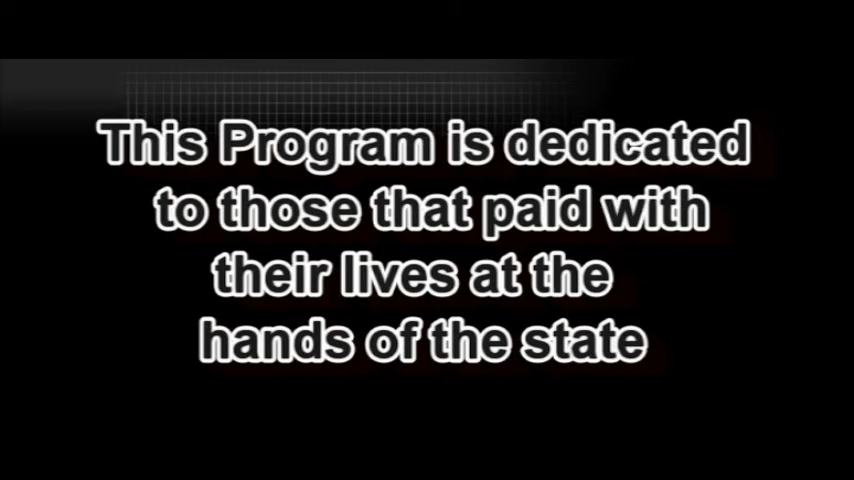 This Program is dedicated
to those that paid with
their lives at the
hands of the state